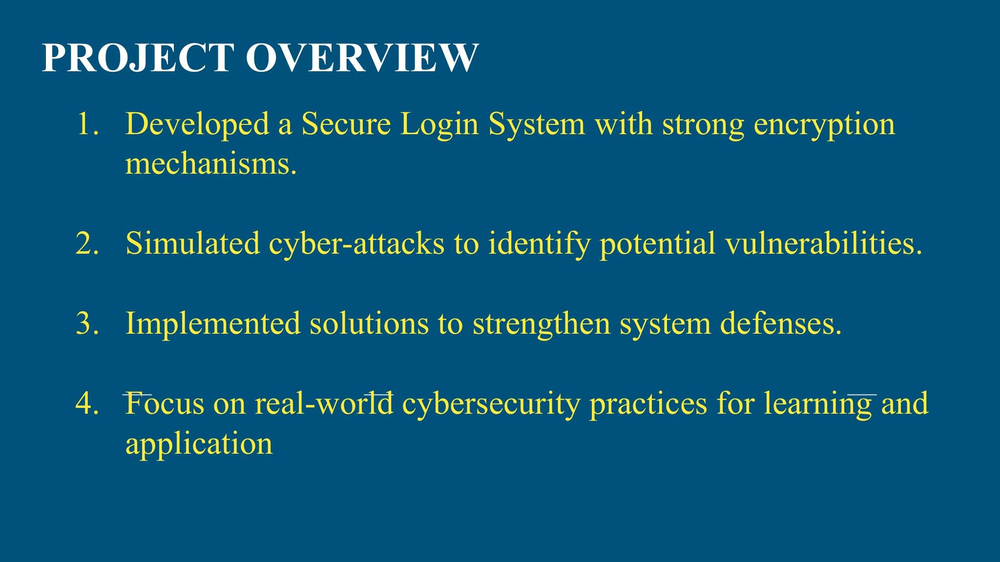 PROJECT OVERVIEW
1. Developed a Secure Login System with strong encryption
mechanisms.
2. Simulated cyber-attacks to identify potential vulnerabilities.
3. Implemented solutions to strengthen system defenses.
4. Focus on real-world cybersecurity practices for learning and
application